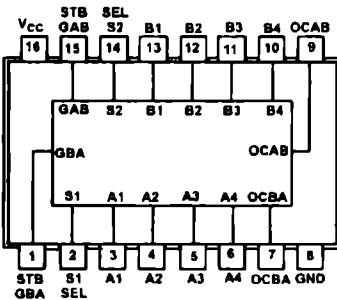 STB SEL
VCC GAB S2 B1 B2 B3 B4 OCAB
16 15 14 13 12 11 10 9
GAB S2 B1 B2 B3 B4
GBA OCAB
S1 A1 A2 A3 A4 OCBA
1 2 3 4 5 6 7 8
STB S1 A1 A2 A3 A4 OCBA GND
GBA SEL